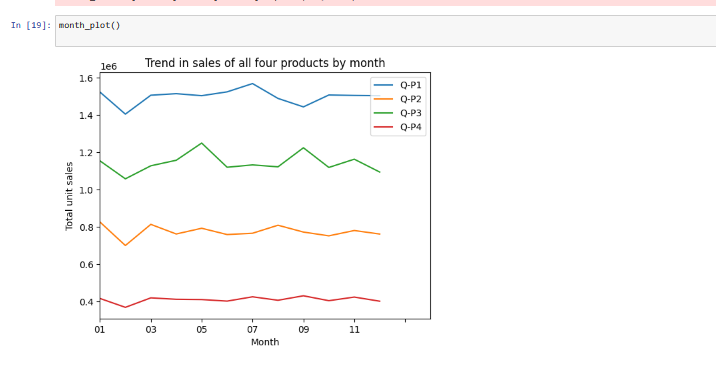 In [19]: month_plot()
Trend in sales of all four products by month
1e6
1.6
1.4
1.2
1.0
0.8
0.6
0.4
Total unit sales
Q-P1
Q-P2
Q-P3
Q-P4
01 03 05 07 09 11
Month